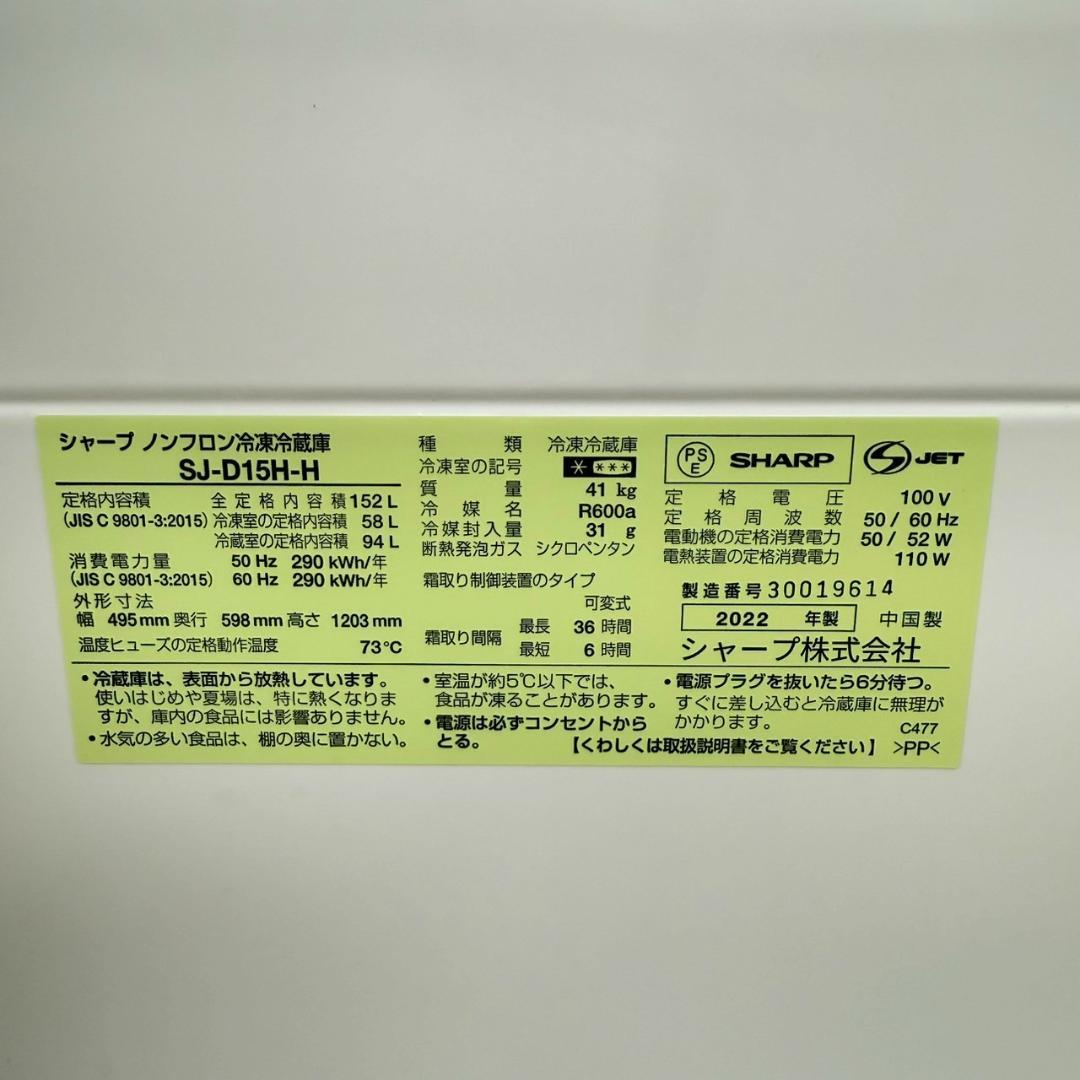 シャープ ノンフロン冷凍冷蔵庫
SJ-D15H-H
定格内容積 全定格内容積 152 L
(JIS C 9801-3:2015) 冷凍室の定格内容積 58 L
冷蔵室の定格内容積 94 L
消費電力量 50 Hz 290 kWh/年
(JIS C 9801-3:2015) 60 Hz 290 kWh/年
外形寸法
幅 495 mm 奥行 598 mm 高さ 1203 mm
温度ヒューズの定格動作温度 73℃
種類 冷凍冷蔵庫
冷凍室の記号 * ***
質量 41 kg
冷媒名 R600a
冷媒封入量 31 g
断熱発泡ガス シクロペンタン
霜取り制御装置のタイプ
可変式
霜取り間隔 最長 36 時間
最短 6 時間
PSE SHARP S JET
定格電圧 100 V
定格周波数 50 / 60 Hz
電動機の定格消費電力 50 / 52 W
電熱装置の定格消費電力 110 W
製造番号 30019614
2022 年製 中国製
シャープ株式会社
・冷蔵庫は、表面から放熱しています。
使いはじめや夏場は、特に熱くなりま
すが、庫内の食品には影響ありません。
・水気の多い食品は、棚の奥に置かない。
・室温が約5℃以下では、
食品が凍ることがあります。
・電源は必ずコンセントから
とる。
・電源プラグを抜いたら6分待つ。
すぐに差し込むと冷蔵庫に無理が
かかります。
C477
【くわしくは取扱説明書をご覧ください】 >PP<